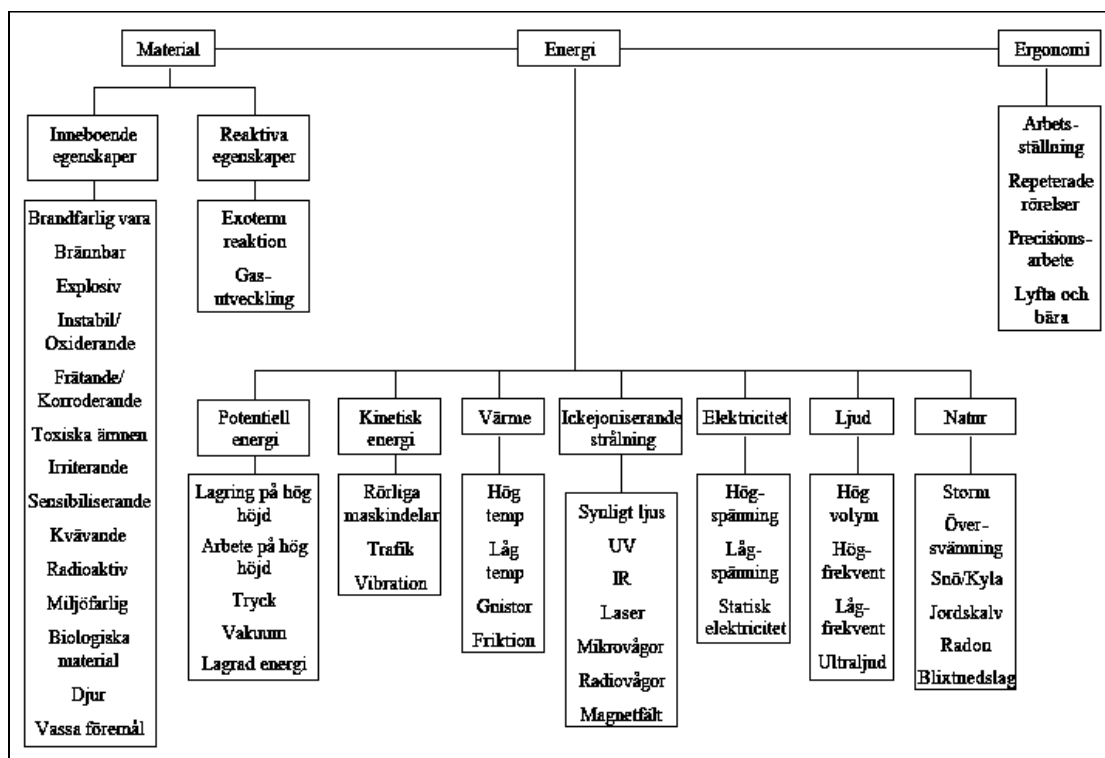 Material
Energi
Ergonomi
Inneboende
egenskaper
Reaktiva
egenskaper
Brandfarlig vara
Brännbar
Explosiv
Instabil/
Oxiderande
Frätande/
Korroderande
Toxiska ämnen
Irriterande
Sensibiliserande
Kvävande
Radioaktiv
Miljöfarlig
Biologiska
material
Djur
Vassa föremål
Exoterm
reaktion
Gas-
utveckling
Arbets-
ställning
Repeterade
rörelser
Precisions-
arbete
Lyfta och
bära
Potentiell
energi
Lagring på hög
höjd
Arbete på hög
höjd
Tryck
Vakuum
Lagrad energi
Kinetisk
energi
Rörliga
maskindelar
Trafik
Vibration
Värme
Hög
temp
Låg
temp
Gnistor
Friktion
Ickejoniserande
strålning
Synligt ljus
UV
IR
Laser
Mikrovågor
Radiovågor
Magnetfält
Elektricitet
Hög-
spänning
Låg-
spänning
Statisk
elektricitet
Ljud
Hög
volym
Hög-
frekvent
Låg-
frekvent
Ultraljud
Natur
Storm
Över-
svämning
Snö/Kyla
Jordskalv
Radon
Blixtnedslag